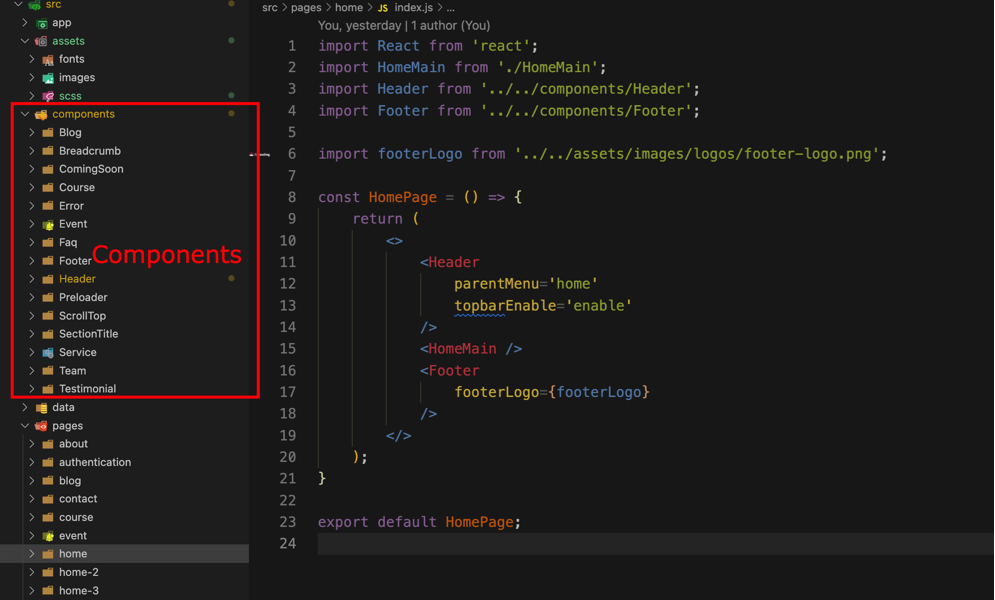 src
app
assets
fonts
images
scss
components
Blog
Breadcrumb
ComingSoon
Course
Error
Event
Faq
Footer
Components
Header
Preloader
ScrollTop
SectionTitle
Service
Team
Testimonial
data
pages
about
authentication
blog
contact
course
event
home
home-2
home-3
src > pages > home > JS index.js > ...
You, yesterday | 1 author (You)
1 import React from 'react';
2 import HomeMain from './HomeMain';
3 import Header from '../../components/Header';
4 import Footer from '../../components/Footer';
5
6 import footerLogo from '../../assets/images/logos/footer-logo.png';
7
8 const HomePage = () => {
9 return (
10 <>
11 <Header
12 parentMenu='home'
13 topbarEnable='enable'
14 />
15 <HomeMain />
16 <Footer
17 footerLogo={footerLogo}
18 />
19 </>
20 );
21 }
22
23 export default HomePage;
24